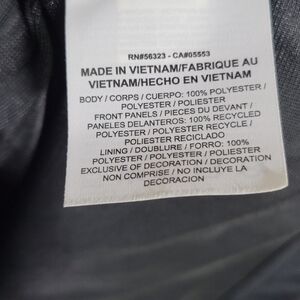 RN#56323 - CA#05553
MADE IN VIETNAM/FABRIQUE AU
VIETNAM/HECHO EN VIETNAM
BODY / CORPS / CUERPO: 100% POLYESTER /
POLYESTER / POLIESTER
FRONT PANELS / PIECES DU DEVANT /
PANELES DELANTEROS: 100% RECYCLED
POLYESTER / POLYESTER RECYCLE /
POLIESTER RECICLADO
LINING / DOUBLURE / FORRO: 100%
POLYESTER / POLYESTER / POLIESTER
EXCLUSIVE OF DECORATION / DECORATION
NON COMPRISE / NO INCLUYE LA
DECORACION